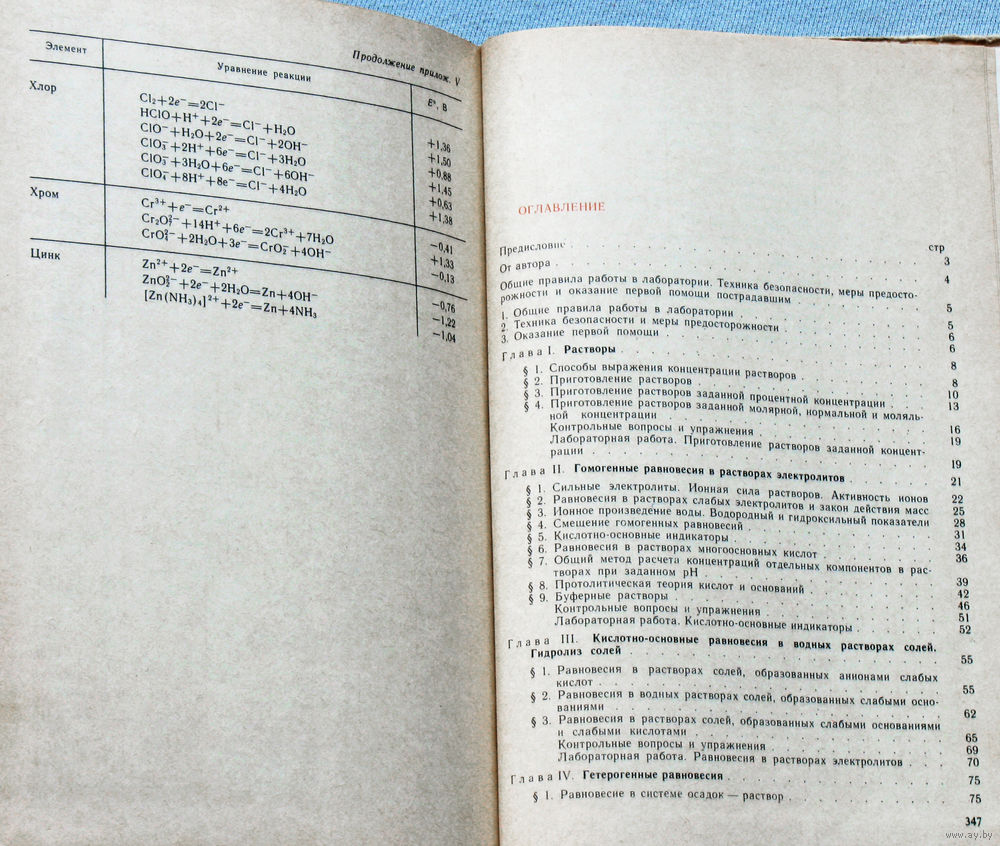 Продолжение прилож. V
Элемент
Уравнение реакции
E°, В
Хлор
Cl₂+2e⁻=2Cl⁻
+1,36
HClO+H⁺+2e⁻=Cl⁻+H₂O
+1,50
ClO⁻+H₂O+2e⁻=Cl⁻+2OH⁻
+0,88
ClO₃⁻+2H⁺+6e⁻=Cl⁻+3H₂O
+1,45
ClO₃⁻+3H₂O+6e⁻=Cl⁻+6OH⁻
+0,63
ClO₄⁻+8H⁺+8e⁻=Cl⁻+4H₂O
+1,38
Хром
Cr³⁺+e⁻=Cr²⁺
−0,41
Cr₂O₇²⁻+14H⁺+6e⁻=2Cr³⁺+7H₂O
+1,33
CrO₄²⁻+2H₂O+3e⁻=CrO₂⁻+4OH⁻
−0,13
Цинк
Zn²⁺+2e⁻=Zn²⁺
−0,76
ZnO₂²⁻+2e⁻+2H₂O=Zn+4OH⁻
−1,22
[Zn(NH₃)₄]²⁺+2e⁻=Zn+4NH₃
−1,04
ОГЛАВЛЕНИЕ
стр
Предисловие . 3
От автора . 4
Общие правила работы в лаборатории. Техника безопасности, меры предосто-
рожности и оказание первой помощи пострадавшим . 5
1. Общие правила работы в лаборатории . 5
2. Техника безопасности и меры предосторожности . 6
3. Оказание первой помощи . 6
Глава I. Растворы . 8
§ 1. Способы выражения концентрации растворов . 8
§ 2. Приготовление растворов . 10
§ 3. Приготовление растворов заданной процентной концентрации . 13
§ 4. Приготовление растворов заданной молярной, нормальной и моляль-
ной концентрации . 16
Контрольные вопросы и упражнения . 19
Лабораторная работа. Приготовление растворов заданной концент-
рации . 19
Глава II. Гомогенные равновесия в растворах электролитов . 21
§ 1. Сильные электролиты. Ионная сила растворов. Активность ионов 22
§ 2. Равновесия в растворах слабых электролитов и закон действия масс 25
§ 3. Ионное произведение воды. Водородный и гидроксильный показатели 28
§ 4. Смещение гомогенных равновесий . 31
§ 5. Кислотно-основные индикаторы . 34
§ 6. Равновесия в растворах многоосновных кислот . 36
§ 7. Общий метод расчета концентраций отдельных компонентов в рас-
творах при заданном pH . 39
§ 8. Протолитическая теория кислот и оснований . 42
§ 9. Буферные растворы . 46
Контрольные вопросы и упражнения . 51
Лабораторная работа. Кислотно-основные индикаторы . 52
Глава III. Кислотно-основные равновесия в водных растворах солей.
Гидролиз солей . 55
§ 1. Равновесия в растворах солей, образованных анионами слабых
кислот . 55
§ 2. Равновесия в водных растворах солей, образованных слабыми осно-
ваниями . 62
§ 3. Равновесия в растворах солей, образованных слабыми основаниями
и слабыми кислотами . 65
Контрольные вопросы и упражнения . 69
Лабораторная работа. Равновесия в растворах электролитов . 70
Глава IV. Гетерогенные равновесия . 75
§ 1. Равновесие в системе осадок — раствор . 75
347
www.ay.by